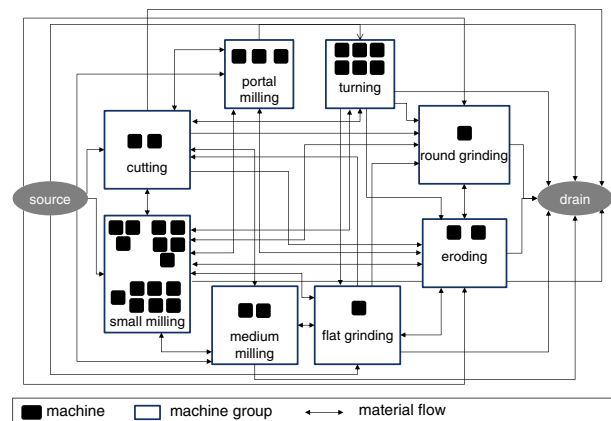 portal
milling
turning
cutting
round grinding
source
drain
eroding
small milling
medium
milling
flat grinding
machine
machine group
material flow